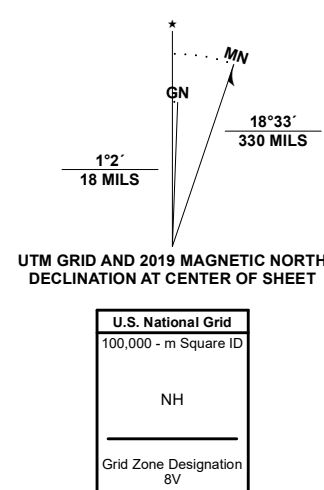 ★
MN
GN
18°33´
330 MILS
1°2´
18 MILS
UTM GRID AND 2019 MAGNETIC NORTH
DECLINATION AT CENTER OF SHEET
U.S. National Grid
100,000 - m Square ID
NH
Grid Zone Designation
8V